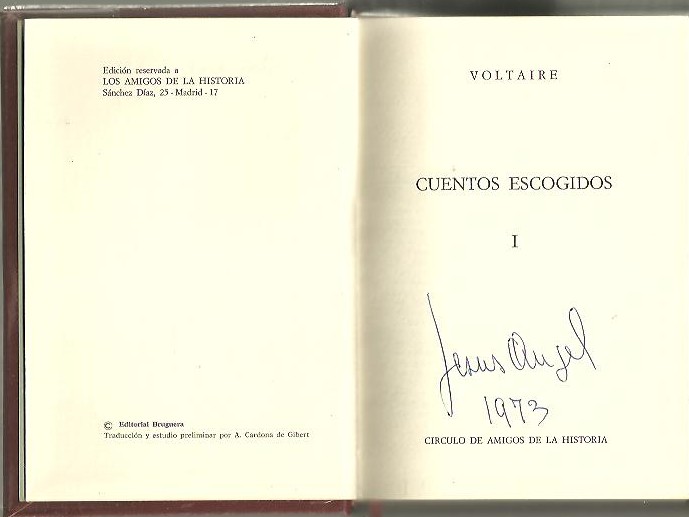 Edición reservada a
LOS AMIGOS DE LA HISTORIA
Sánchez Díaz, 25 - Madrid - 17
© Editorial Bruguera
Traducción y estudio preliminar por A. Cardona de Gibert
VOLTAIRE
CUENTOS ESCOGIDOS
I
Jesus Angel
1973
CIRCULO DE AMIGOS DE LA HISTORIA